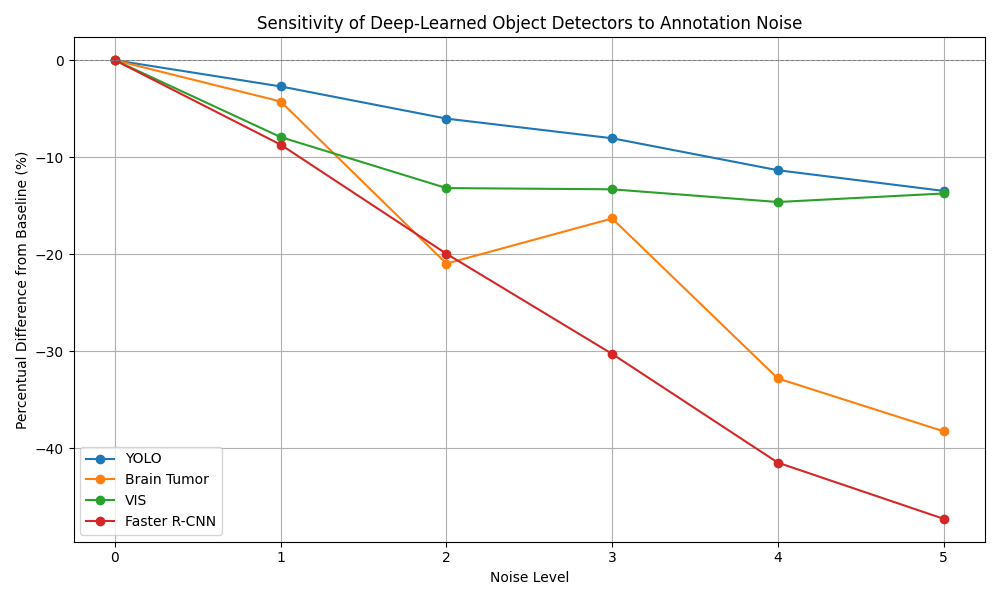 Sensitivity of Deep-Learned Object Detectors to Annotation Noise
Percentual Difference from Baseline (%)
0
−10
−20
−30
−40
YOLO
Brain Tumor
VIS
Faster R-CNN
0 1 2 3 4 5
Noise Level